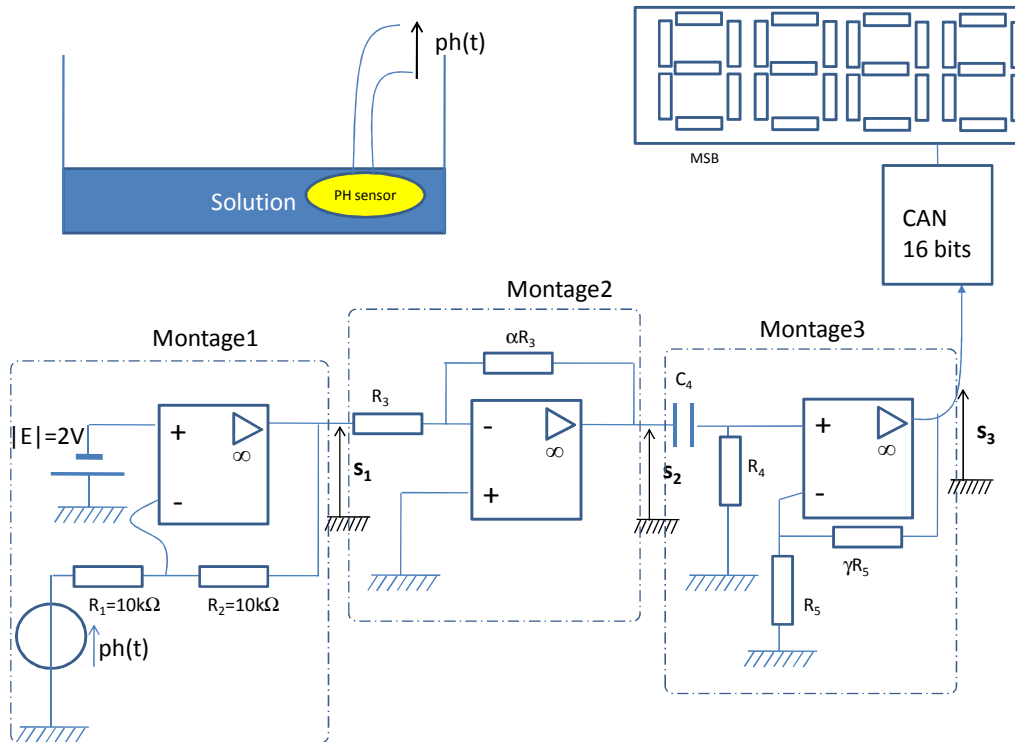 ph(t)
MSB
Solution
PH sensor
CAN
16 bits
Montage1
Montage2
Montage3
αR3
R3
C4
|E|=2V
+
-
∞
s1
-
+
∞
s2
R4
+
-
∞
s3
R1=10kΩ
R2=10kΩ
γR5
R5
ph(t)